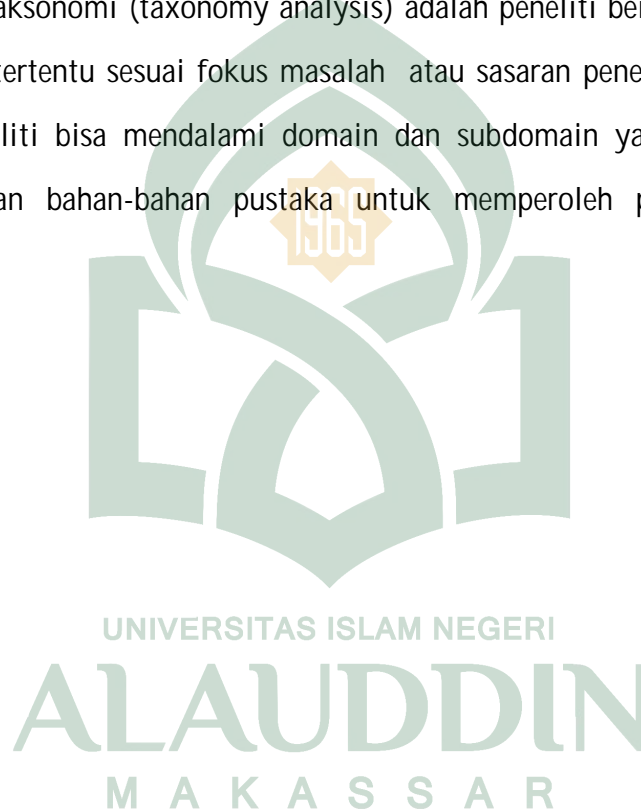 aksonomi (taxonomy analysis) adalah peneliti ber
tertentu sesuai fokus masalah atau sasaran pene
liti bisa mendalami domain dan subdomain ya
an bahan-bahan pustaka untuk memperoleh p
1965
UNIVERSITAS ISLAM NEGERI
ALAUDDIN
MAKASSAR